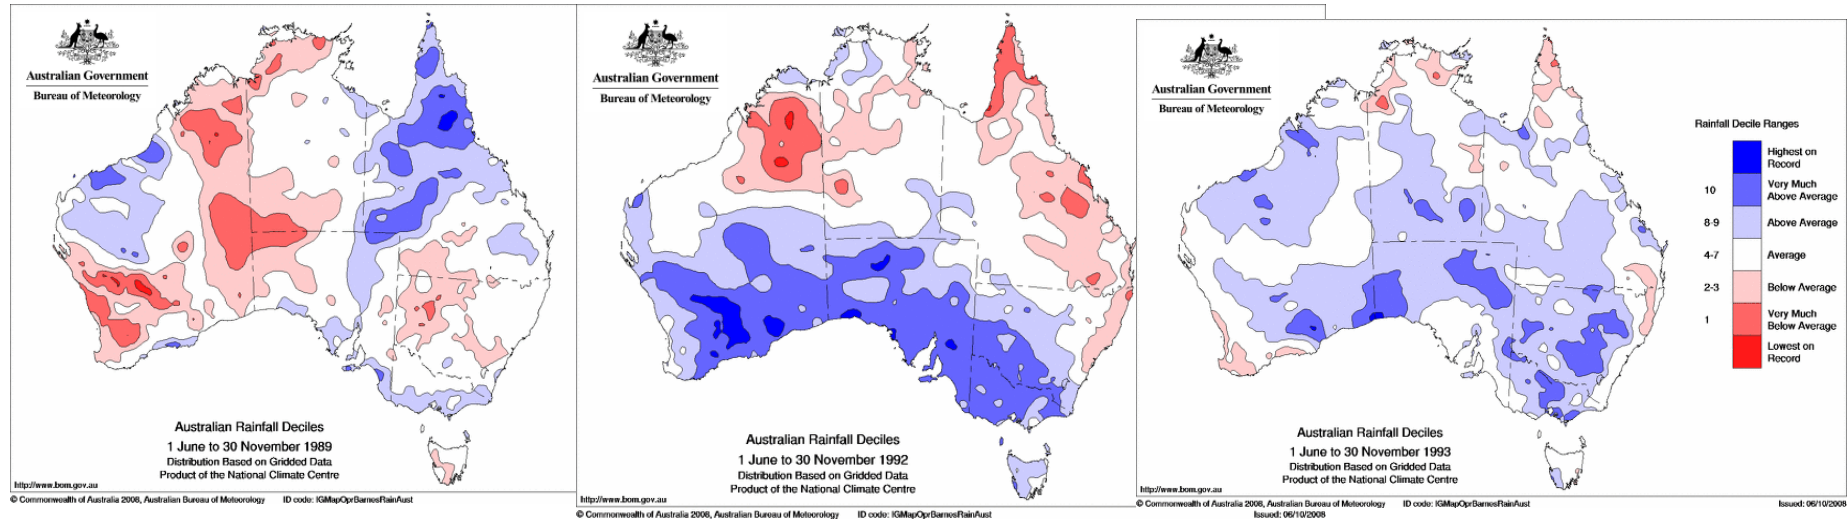 Australian Government
Bureau of Meteorology
Australian Rainfall Deciles
1 June to 30 November 1989
Distribution Based on Gridded Data
Product of the National Climate Centre
http://www.bom.gov.au
© Commonwealth of Australia 2008, Australian Bureau of Meteorology ID code: IGMapOprBarnesRainAust
Australian Government
Bureau of Meteorology
Australian Rainfall Deciles
1 June to 30 November 1992
Distribution Based on Gridded Data
Product of the National Climate Centre
http://www.bom.gov.au
© Commonwealth of Australia 2008, Australian Bureau of Meteorology ID code: IGMapOprBarnesRainAust
Issued: 06/10/2008
Australian Government
Bureau of Meteorology
Australian Rainfall Deciles
1 June to 30 November 1993
Distribution Based on Gridded Data
Product of the National Climate Centre
http://www.bom.gov.au
© Commonwealth of Australia 2008, Australian Bureau of Meteorology ID code: IGMapOprBarnesRainAust Issued: 06/10/2008
Rainfall Decile Ranges
Highest on
Record
10 Very Much
Above Average
8-9 Above Average
4-7 Average
2-3 Below Average
1 Very Much
Below Average
Lowest on
Record